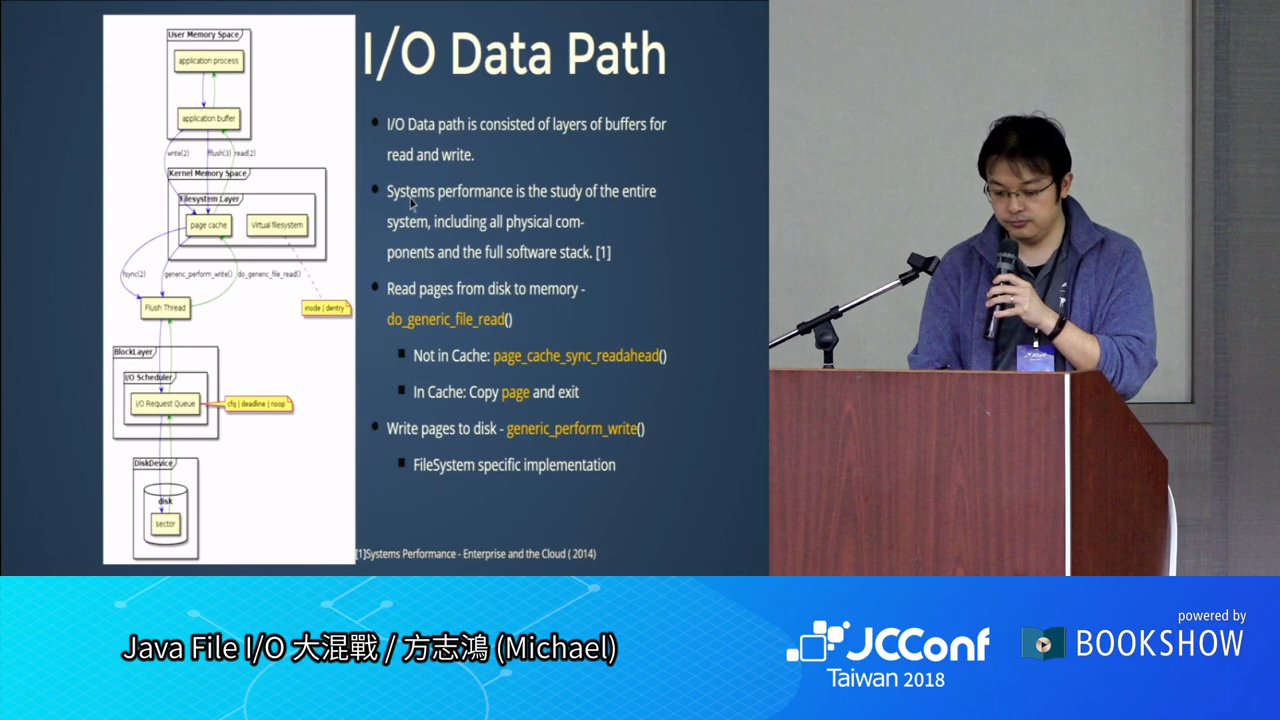 User Memory Space
application process
application buffer
write(2)
fflush(3)
read(2)
Kernel Memory Space
Filesystem Layer
page cache
Virtual filesystem
fsync(2)
generic_perform_write()
do_generic_file_read()
Flush Thread
inode | dentry
BlockLayer
I/O Scheduler
I/O Request Queue
cfq | deadline | noop
DiskDevice
disk
sector
I/O Data Path
I/O Data path is consisted of layers of buffers for
read and write.
Systems performance is the study of the entire
system, including all physical com-
ponents and the full software stack. [1]
Read pages from disk to memory -
do_generic_file_read()
Not in Cache: page_cache_sync_readahead()
In Cache: Copy page and exit
Write pages to disk - generic_perform_write()
FileSystem specific implementation
[1]Systems Performance - Enterprise and the Cloud ( 2014)
JCConf
Java File I/O 大混戰 / 方志鴻 (Michael)
JCConf
Taiwan 2018
powered by
BOOKSHOW